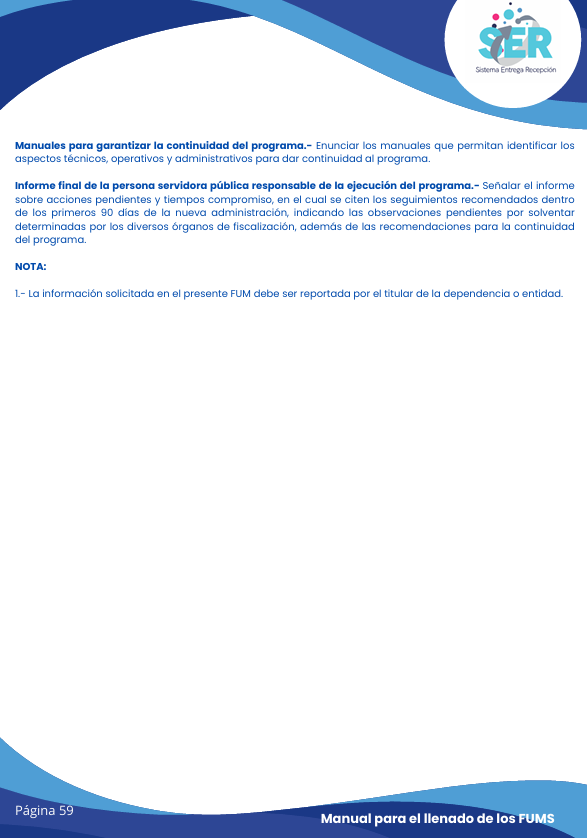 SER
Sistema Entrega Recepción
Manuales para garantizar la continuidad del programa.- Enunciar los manuales que permitan identificar los
aspectos técnicos, operativos y administrativos para dar continuidad al programa.
Informe final de la persona servidora pública responsable de la ejecución del programa.- Señalar el informe
sobre acciones pendientes y tiempos compromiso, en el cual se citen los seguimientos recomendados dentro
de los primeros 90 días de la nueva administración, indicando las observaciones pendientes por solventar
determinadas por los diversos órganos de fiscalización, además de las recomendaciones para la continuidad
del programa.
NOTA:
1.- La información solicitada en el presente FUM debe ser reportada por el titular de la dependencia o entidad.
Página 59
Manual para el llenado de los FUMS